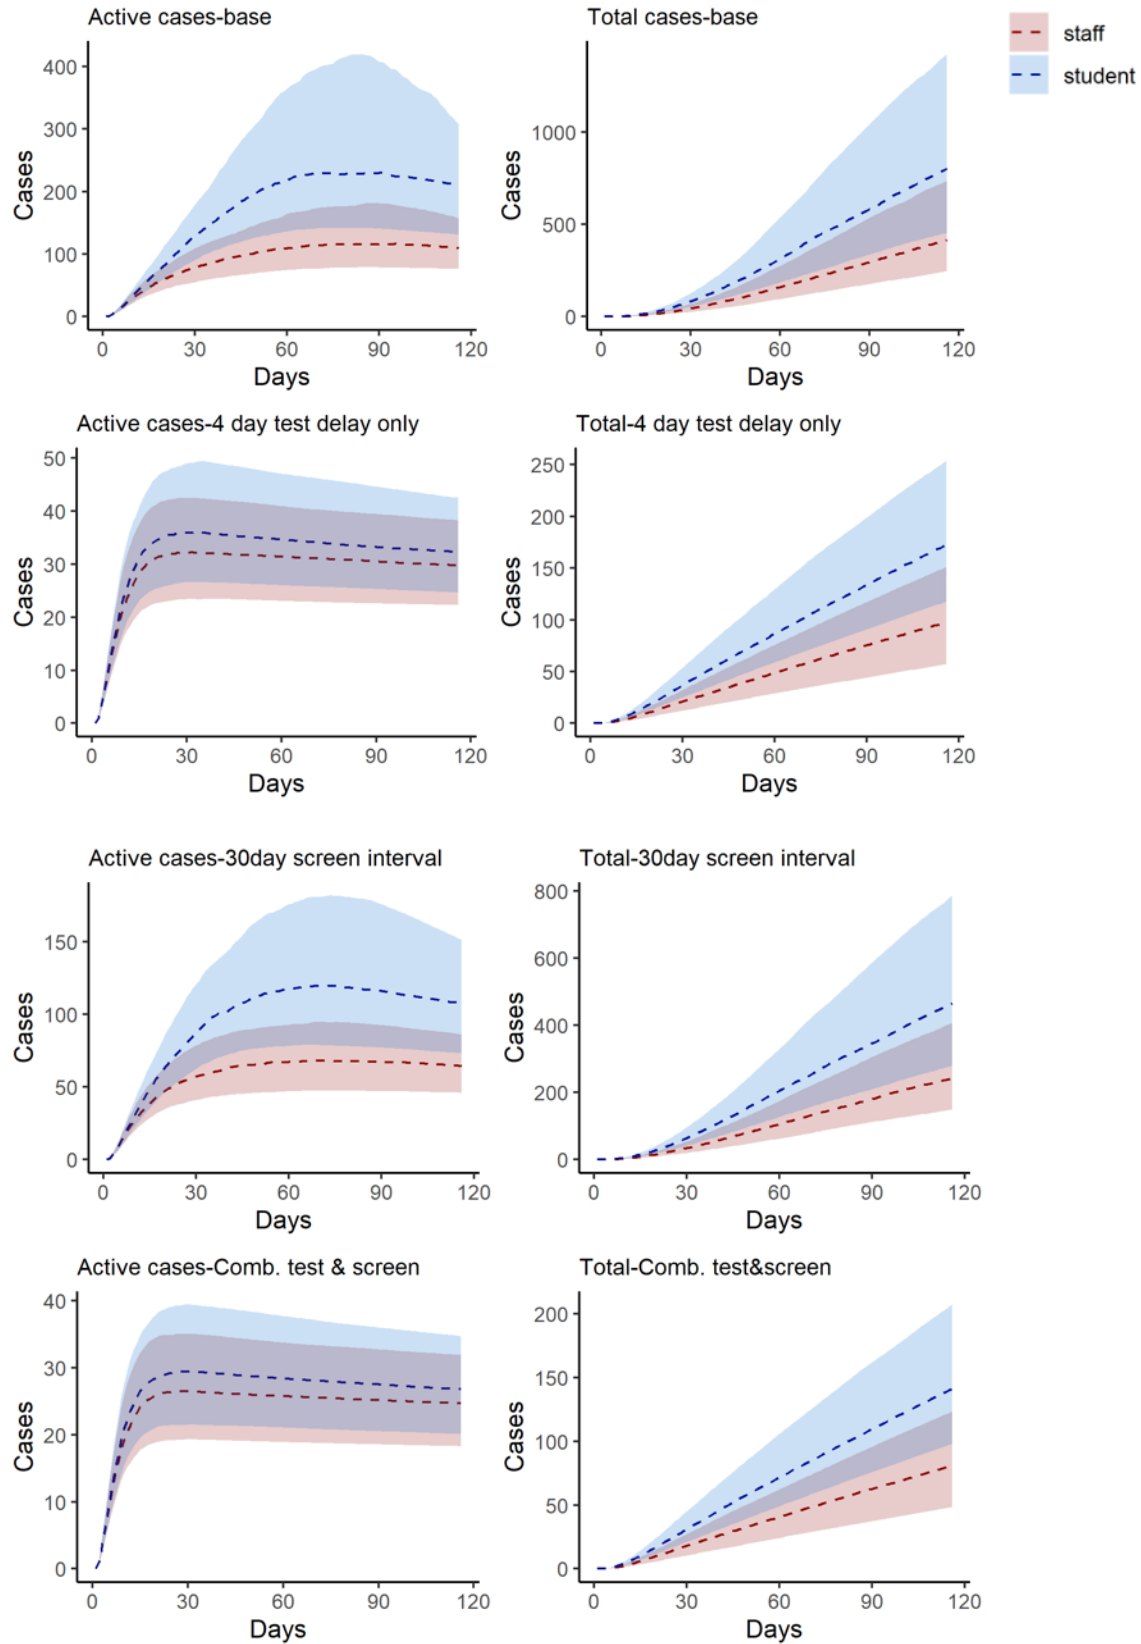 Active cases-base
Total cases-base
staff
student
400
300
200
100
0
Cases
0 30 60 90 120
Days
1000
500
0
Cases
0 30 60 90 120
Days
Active cases-4 day test delay only
Total-4 day test delay only
50
40
30
20
10
0
Cases
0 30 60 90 120
Days
250
200
150
100
50
0
Cases
0 30 60 90 120
Days
Active cases-30day screen interval
Total-30day screen interval
150
100
50
0
Cases
0 30 60 90 120
Days
800
600
400
200
0
Cases
0 30 60 90 120
Days
Active cases-Comb. test & screen
Total-Comb. test&screen
40
30
20
10
0
Cases
0 30 60 90 120
Days
200
150
100
50
0
Cases
0 30 60 90 120
Days